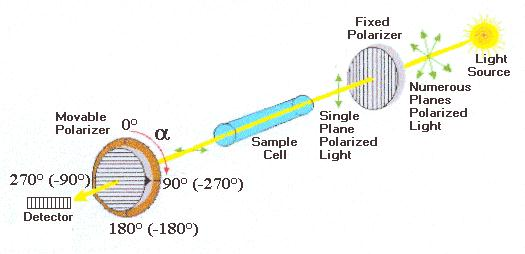 Fixed
Polarizer
Light
Source
Numerous
Planes
Polarized
Light
Single
Plane
Polarized
Light
Sample
Cell
Movable
Polarizer
0°
α
270° (-90°)
90° (-270°)
180° (-180°)
Detector